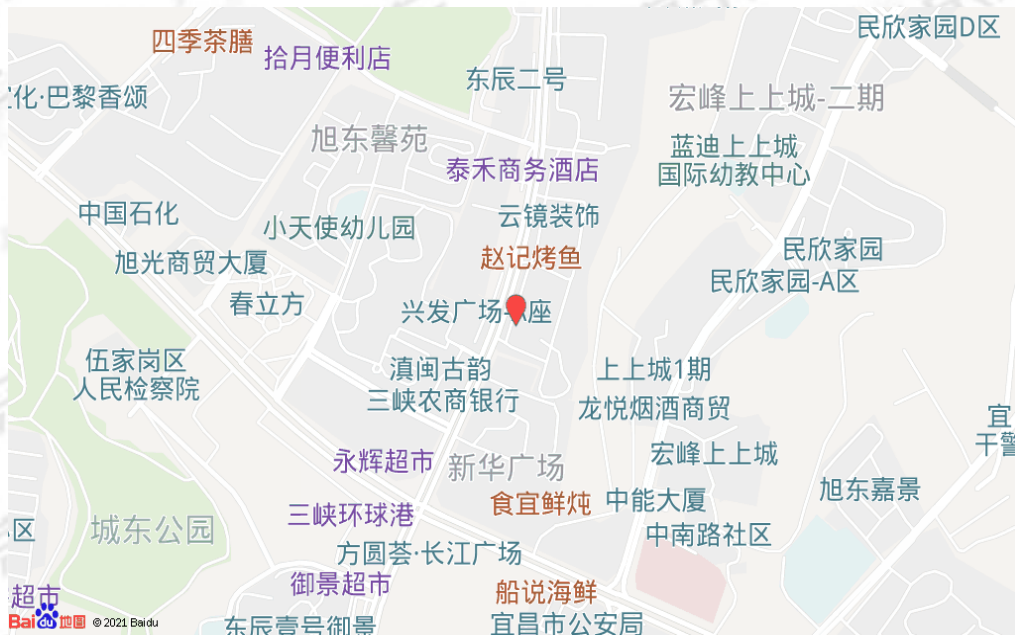 民欣家园D区
四季茶膳
拾月便利店
东辰二号
化·巴黎香颂
宏峰上上城-二期
旭东馨苑
蓝迪上上城
国际幼教中心
泰禾商务酒店
中国石化
云镜装饰
小天使幼儿园
民欣家园
赵记烤鱼
旭光商贸大厦
民欣家园-A区
春立方
兴发广场-A座
伍家岗区
人民检察院
滇闽古韵
上上城1期
三峡农商银行
龙悦烟酒商贸
宜
干警
宏峰上上城
永辉超市
新华广场
旭东嘉景
食宜鲜炖
中能大厦
三峡环球港
城东公园
区
中南路社区
方圆荟·长江广场
御景超市
船说海鲜
超市
Bai du 地图 © 2021 Baidu
东辰壹号御景
宜昌市公安局